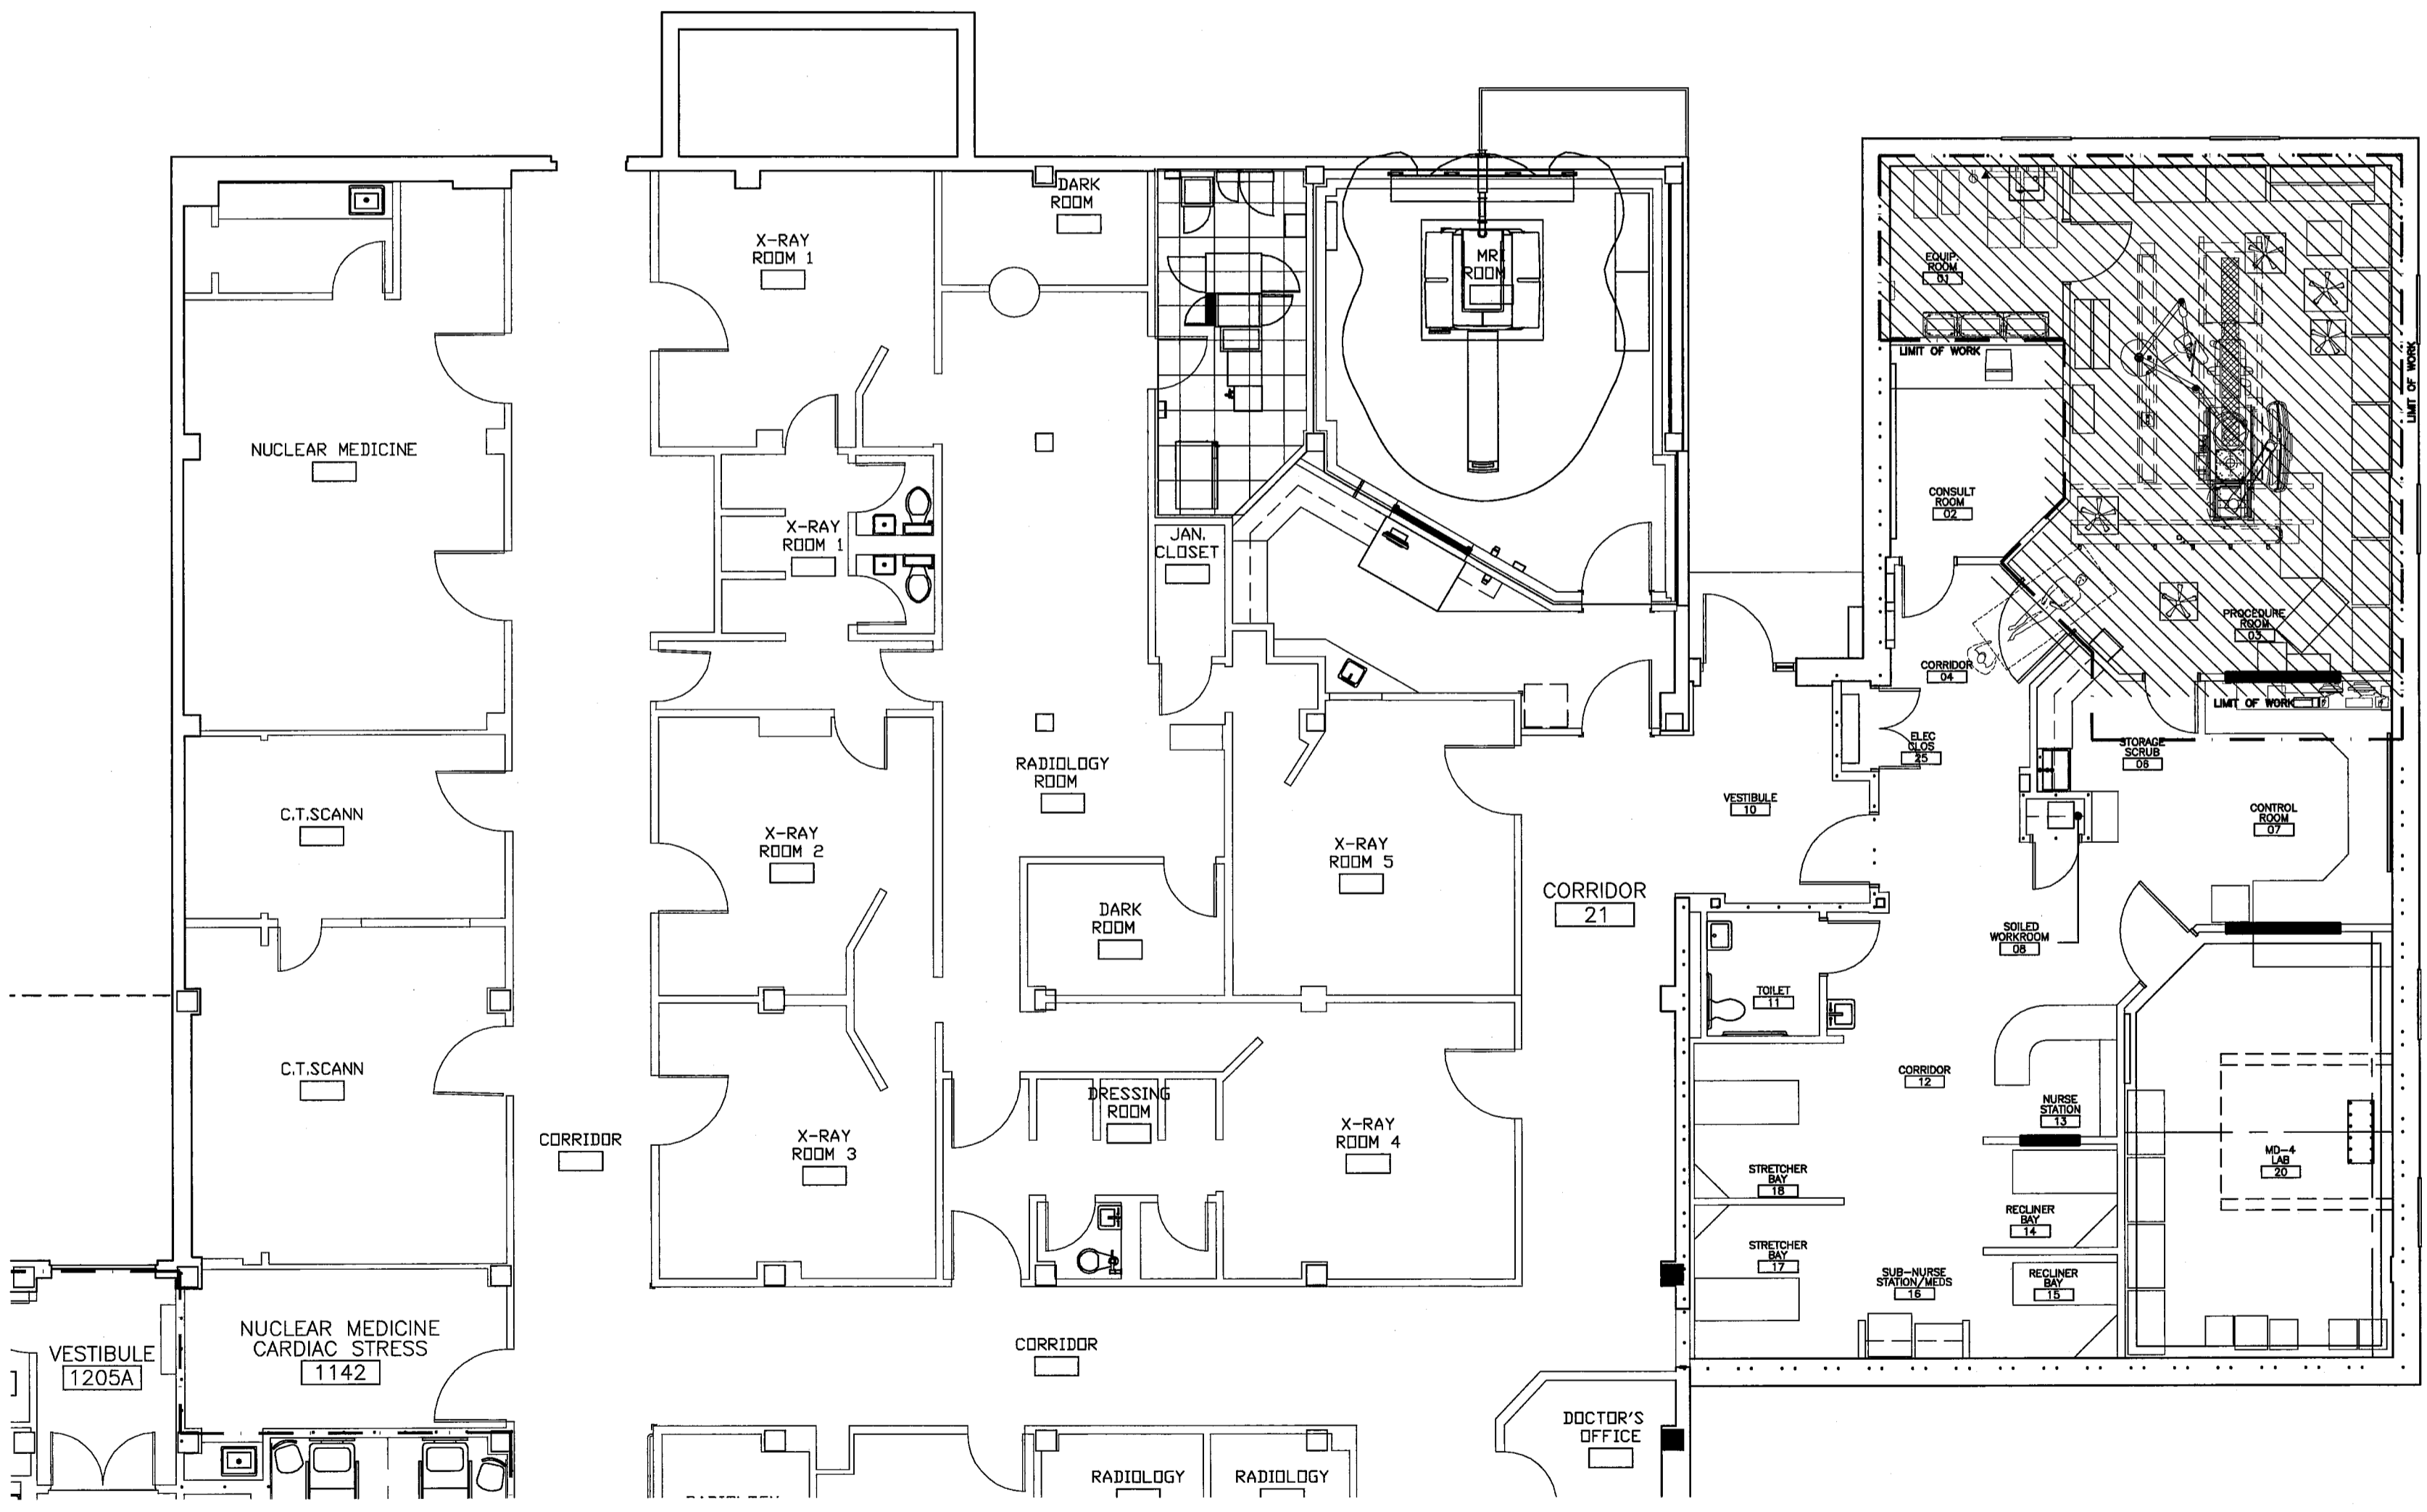 DARK
ROOM
X-RAY
ROOM 1
MRI
ROOM
EQUIP.
ROOM
01
LIMIT OF WORK
LIMIT OF WORK
NUCLEAR MEDICINE
CONSULT
ROOM
02
X-RAY
ROOM 1
JAN.
CLOSET
PROCEDURE
ROOM
03
CORRIDOR
04
LIMIT OF WORK
ELEC
CLOS
25
STORAGE
SCRUB
06
RADIOLOGY
ROOM
VESTIBULE
10
CONTROL
ROOM
07
C.T.SCANN
X-RAY
ROOM 2
X-RAY
ROOM 5
CORRIDOR
21
DARK
ROOM
SOILED
WORKROOM
08
TOILET
11
C.T.SCANN
CORRIDOR
12
DRESSING
ROOM
NURSE
STATION
13
CORRIDOR
X-RAY
ROOM 3
X-RAY
ROOM 4
MD-4
LAB
20
STRETCHER
BAY
18
RECLINER
BAY
14
STRETCHER
BAY
17
SUB-NURSE
STATION/MEDS
16
RECLINER
BAY
15
NUCLEAR MEDICINE
CARDIAC STRESS
1142
VESTIBULE
1205A
CORRIDOR
DOCTOR'S
OFFICE
RADIOLOGY
RADIOLOGY